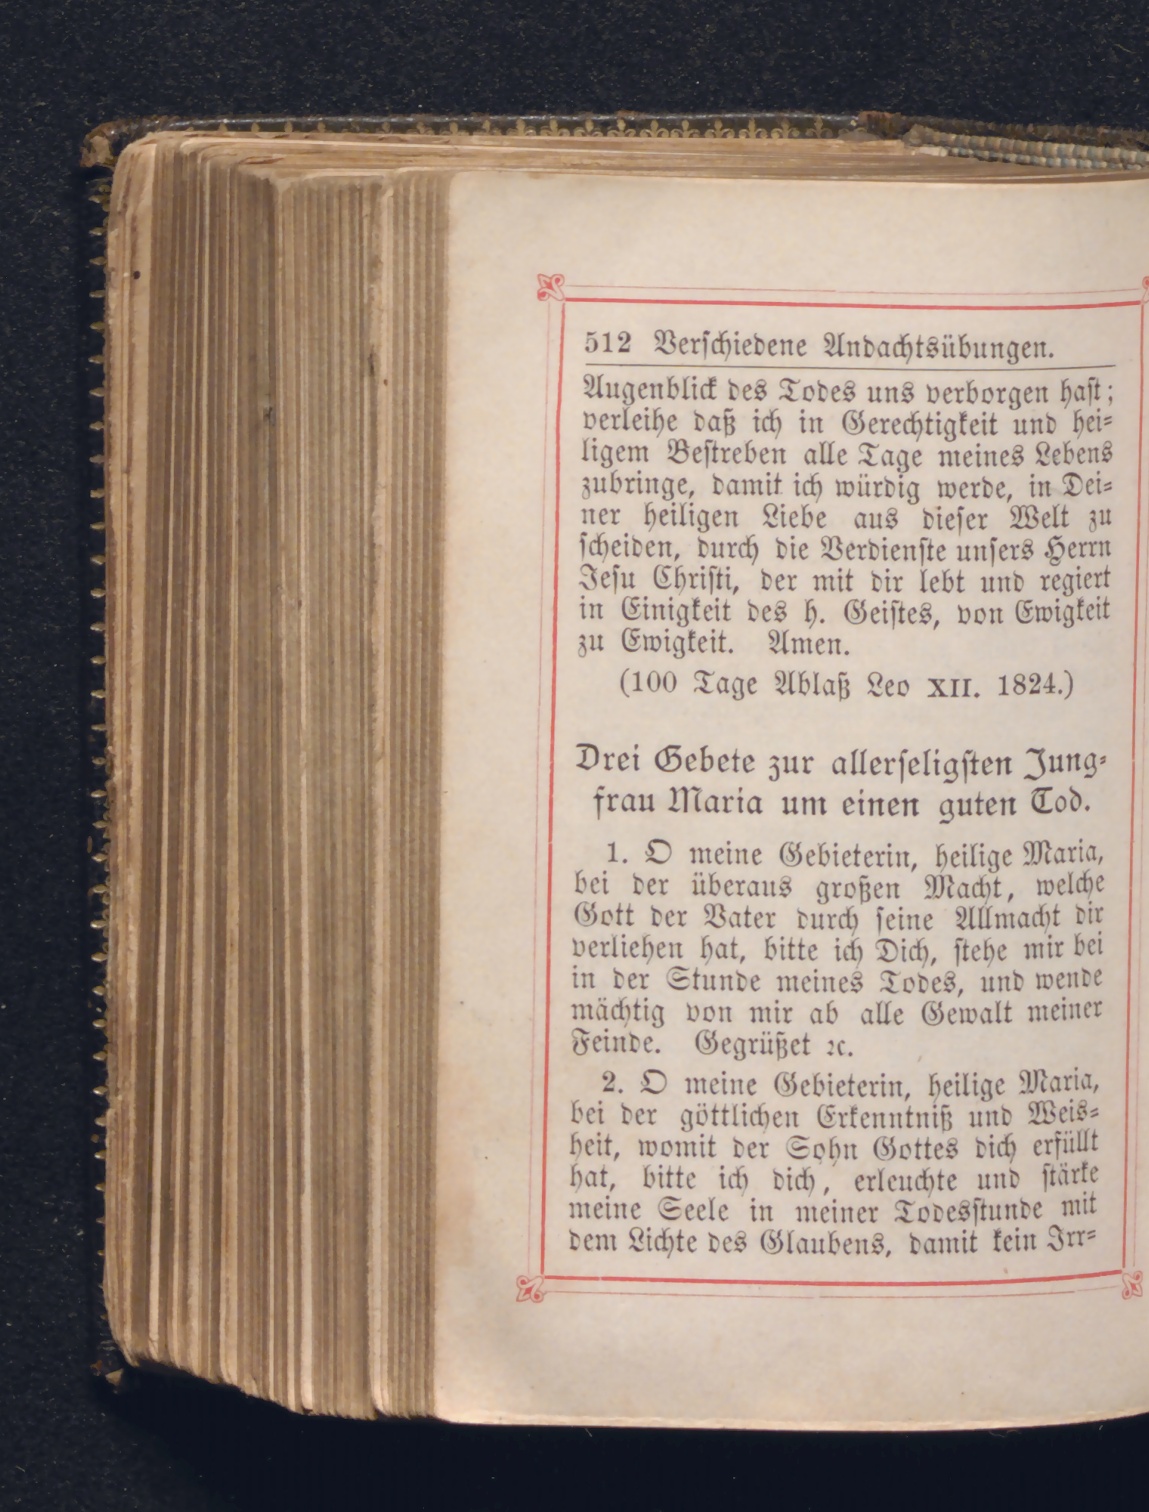 512 Verschiedene Andachtsübungen.
Augenblick des Todes uns verborgen hast;
verleihe daß ich in Gerechtigkeit und hei-
ligem Bestreben alle Tage meines Lebens
zubringe, damit ich würdig werde, in Dei-
ner heiligen Liebe aus dieser Welt zu
scheiden, durch die Verdienste unsers Herrn
Jesu Christi, der mit dir lebt und regiert
in Einigkeit des h. Geistes, von Ewigkeit
zu Ewigkeit. Amen.
(100 Tage Ablaß Leo XII. 1824.)
Drei Gebete zur allerseligsten Jung-
frau Maria um einen guten Tod.
1. O meine Gebieterin, heilige Maria,
bei der überaus großen Macht, welche
Gott der Vater durch seine Allmacht dir
verliehen hat, bitte ich Dich, stehe mir bei
in der Stunde meines Todes, und wende
mächtig von mir ab alle Gewalt meiner
Feinde. Gegrüßet ꝛc.
2. O meine Gebieterin, heilige Maria,
bei der göttlichen Erkenntniß und Weis-
heit, womit der Sohn Gottes dich erfüllt
hat, bitte ich dich, erleuchte und stärke
meine Seele in meiner Todesstunde mit
dem Lichte des Glaubens, damit kein Irr-